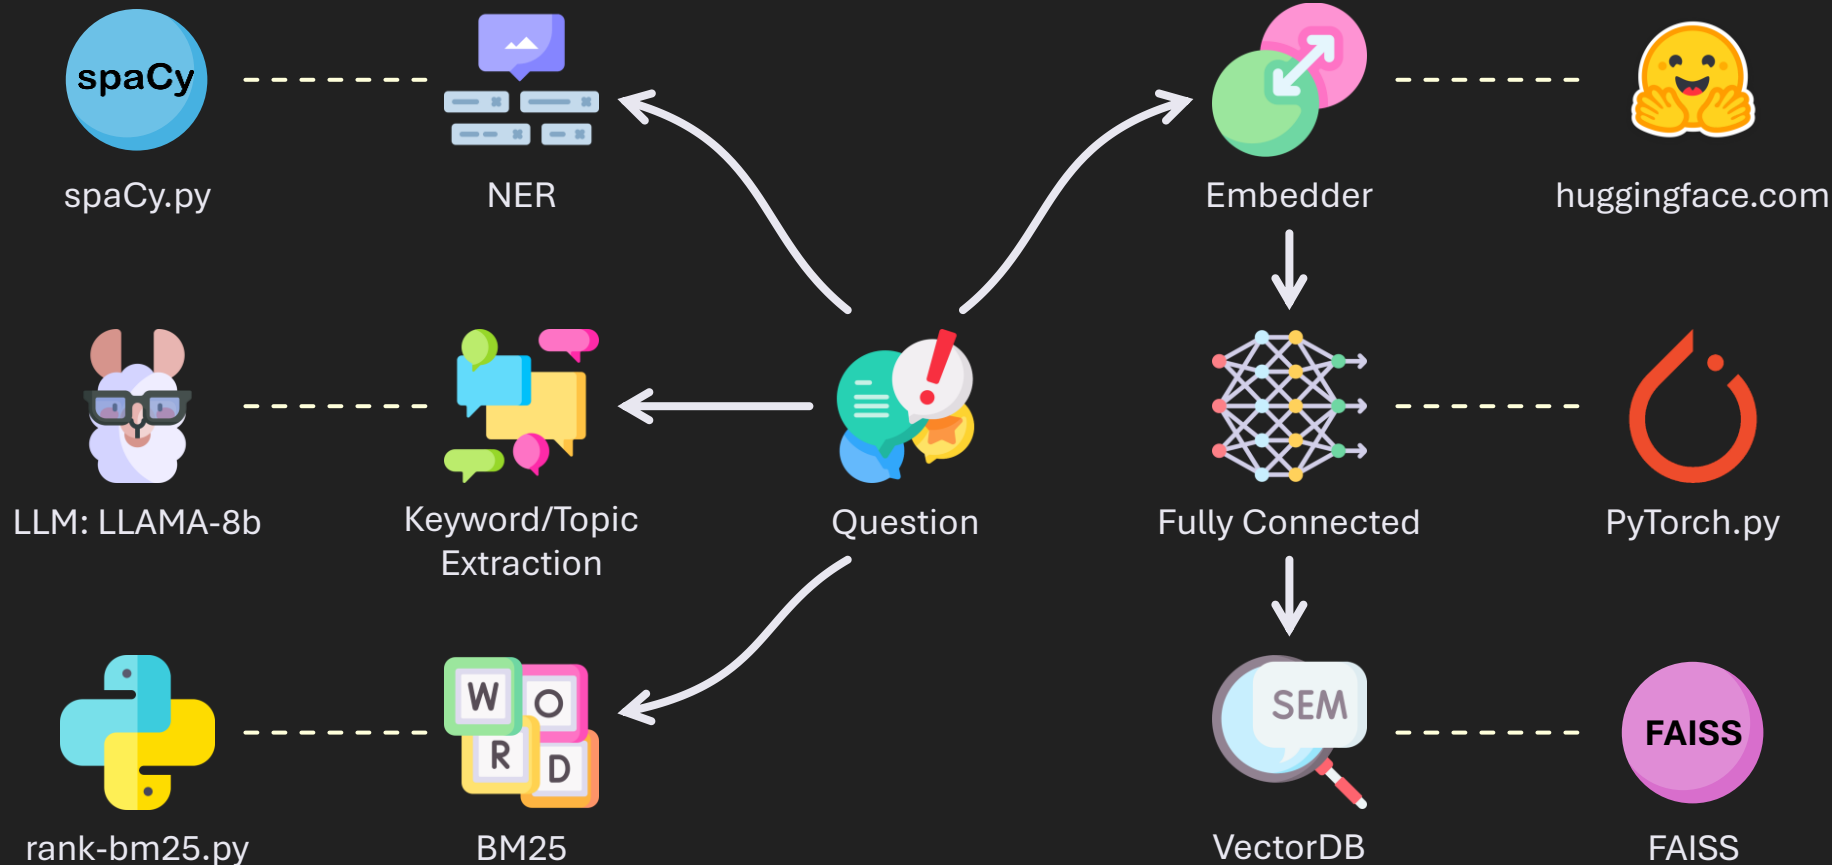 spaCy
spaCy.py
NER
Embedder
huggingface.com
LLM: LLAMA-8b
Keyword/Topic
Extraction
Question
Fully Connected
PyTorch.py
W
O
R
D
SEM
FAISS
rank-bm25.py
BM25
VectorDB
FAISS